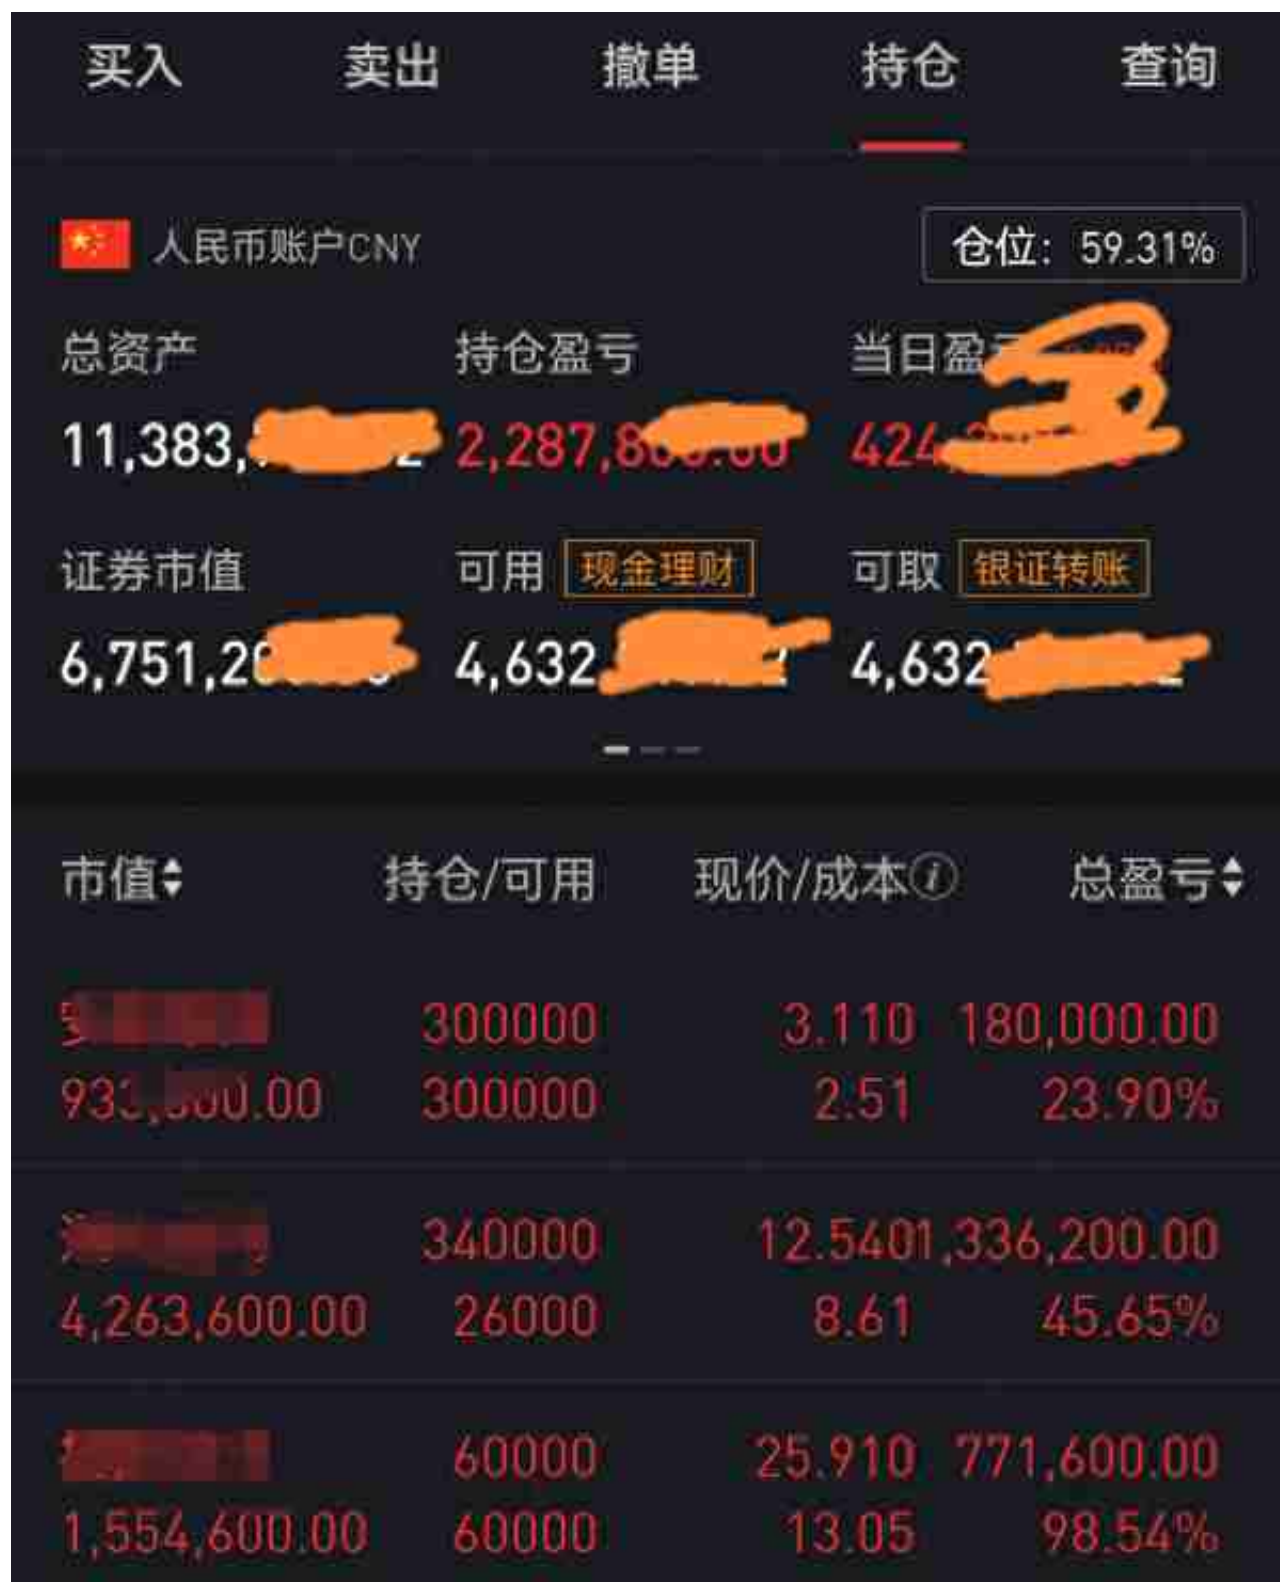 买入 卖出 撤单 持仓 查询
人民币账户CNY 仓位: 59.31%
总资产 持仓盈亏 当日盈
11,383, 2,287,8 424
证券市值 可用 现金理财 可取 银证转账
6,751,2 4,632 4,632
市值 持仓/可用 现价/成本 总盈亏
300000 3.110 180,000.00
300000 2.51 23.90%
340000 12.540 1,336,200.00
4,263,600.00 26000 8.61 45.65%
60000 25.910 771,600.00
1,554,600.00 60000 13.05 98.54%